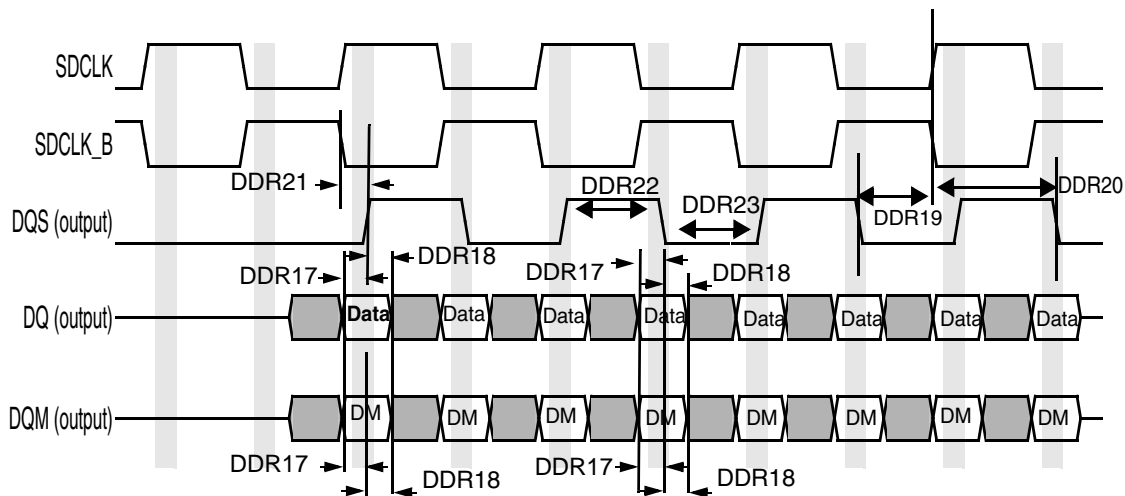 SDCLK
SDCLK_B
DDR21
DDR22
DDR20
DQS (output)
DDR23
DDR19
DDR18
DDR17
DDR17
DDR18
DQ (output)
Data Data Data Data Data Data Data Data
DQM (output)
DM DM DM DM DM DM DM DM
DDR17
DDR18
DDR17
DDR18